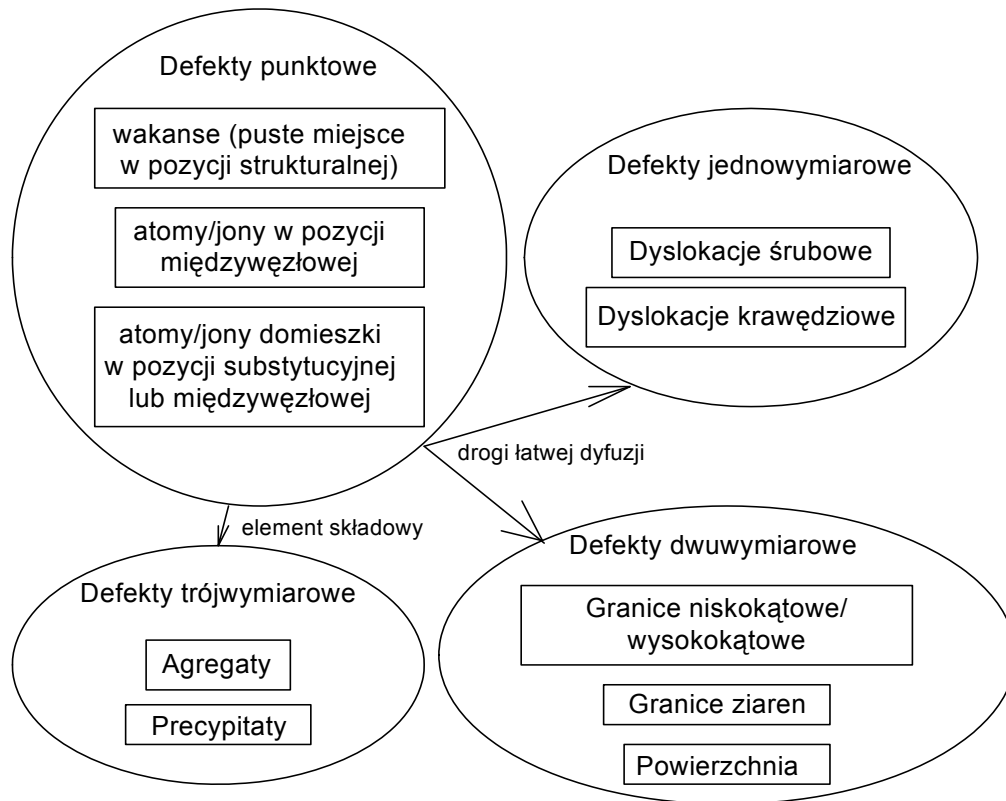 Defekty punktowe
wakanse (puste miejsce
w pozycji strukturalnej)
atomy/jony w pozycji
międzywęzłowej
atomy/jony domieszki
w pozycji substytucyjnej
lub międzywęzłowej
Defekty jednowymiarowe
Dyslokacje śrubowe
Dyslokacje krawędziowe
drogi łatwej dyfuzji
element składowy
Defekty trójwymiarowe
Agregaty
Precypitaty
Defekty dwuwymiarowe
Granice niskokątowe/
wysokokątowe
Granice ziaren
Powierzchnia